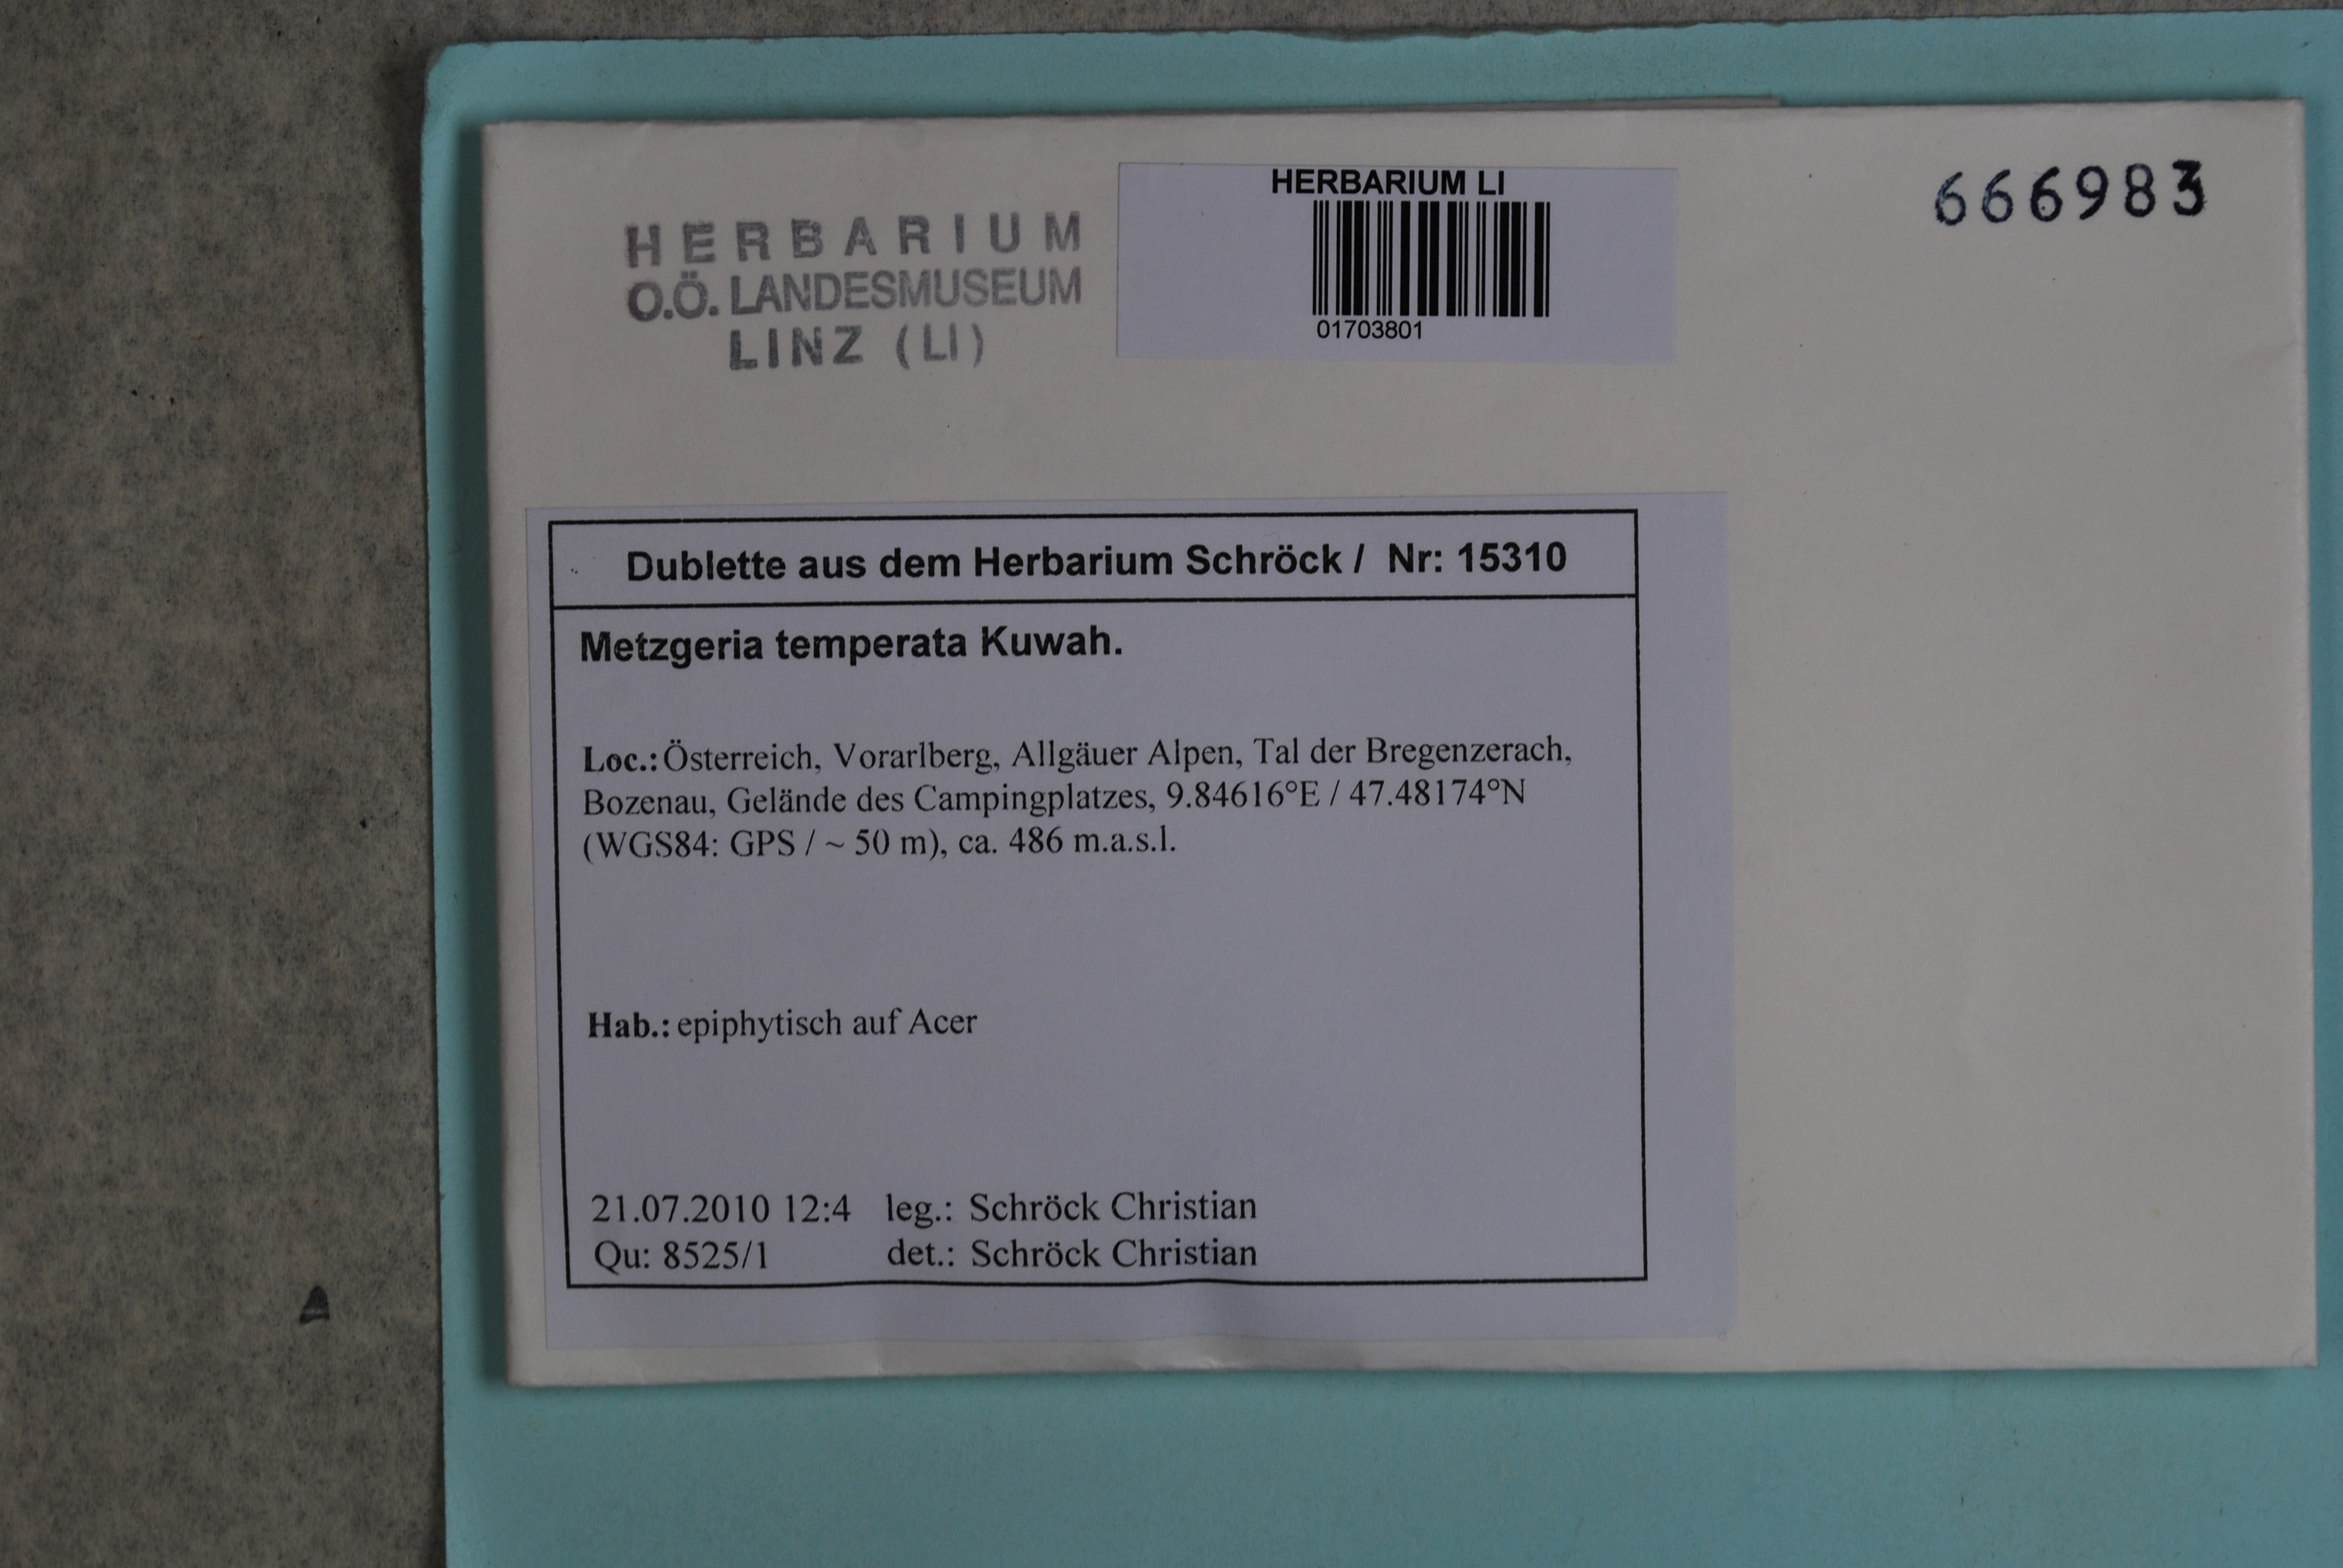 HERBARIUM
O.Ö. LANDESMUSEUM
LINZ (LI)
HERBARIUM LI
01703801
666983
Dublette aus dem Herbarium Schröck / Nr: 15310
Metzgeria temperata Kuwah.
Loc.: Österreich, Vorarlberg, Allgäuer Alpen, Tal der Bregenzerach,
Bozenau, Gelände des Campingplatzes, 9.84616°E / 47.48174°N
(WGS84: GPS / ~ 50 m), ca. 486 m.a.s.l.
Hab.: epiphytisch auf Acer
21.07.2010 12:4 leg.: Schröck Christian
Qu: 8525/1 det.: Schröck Christian